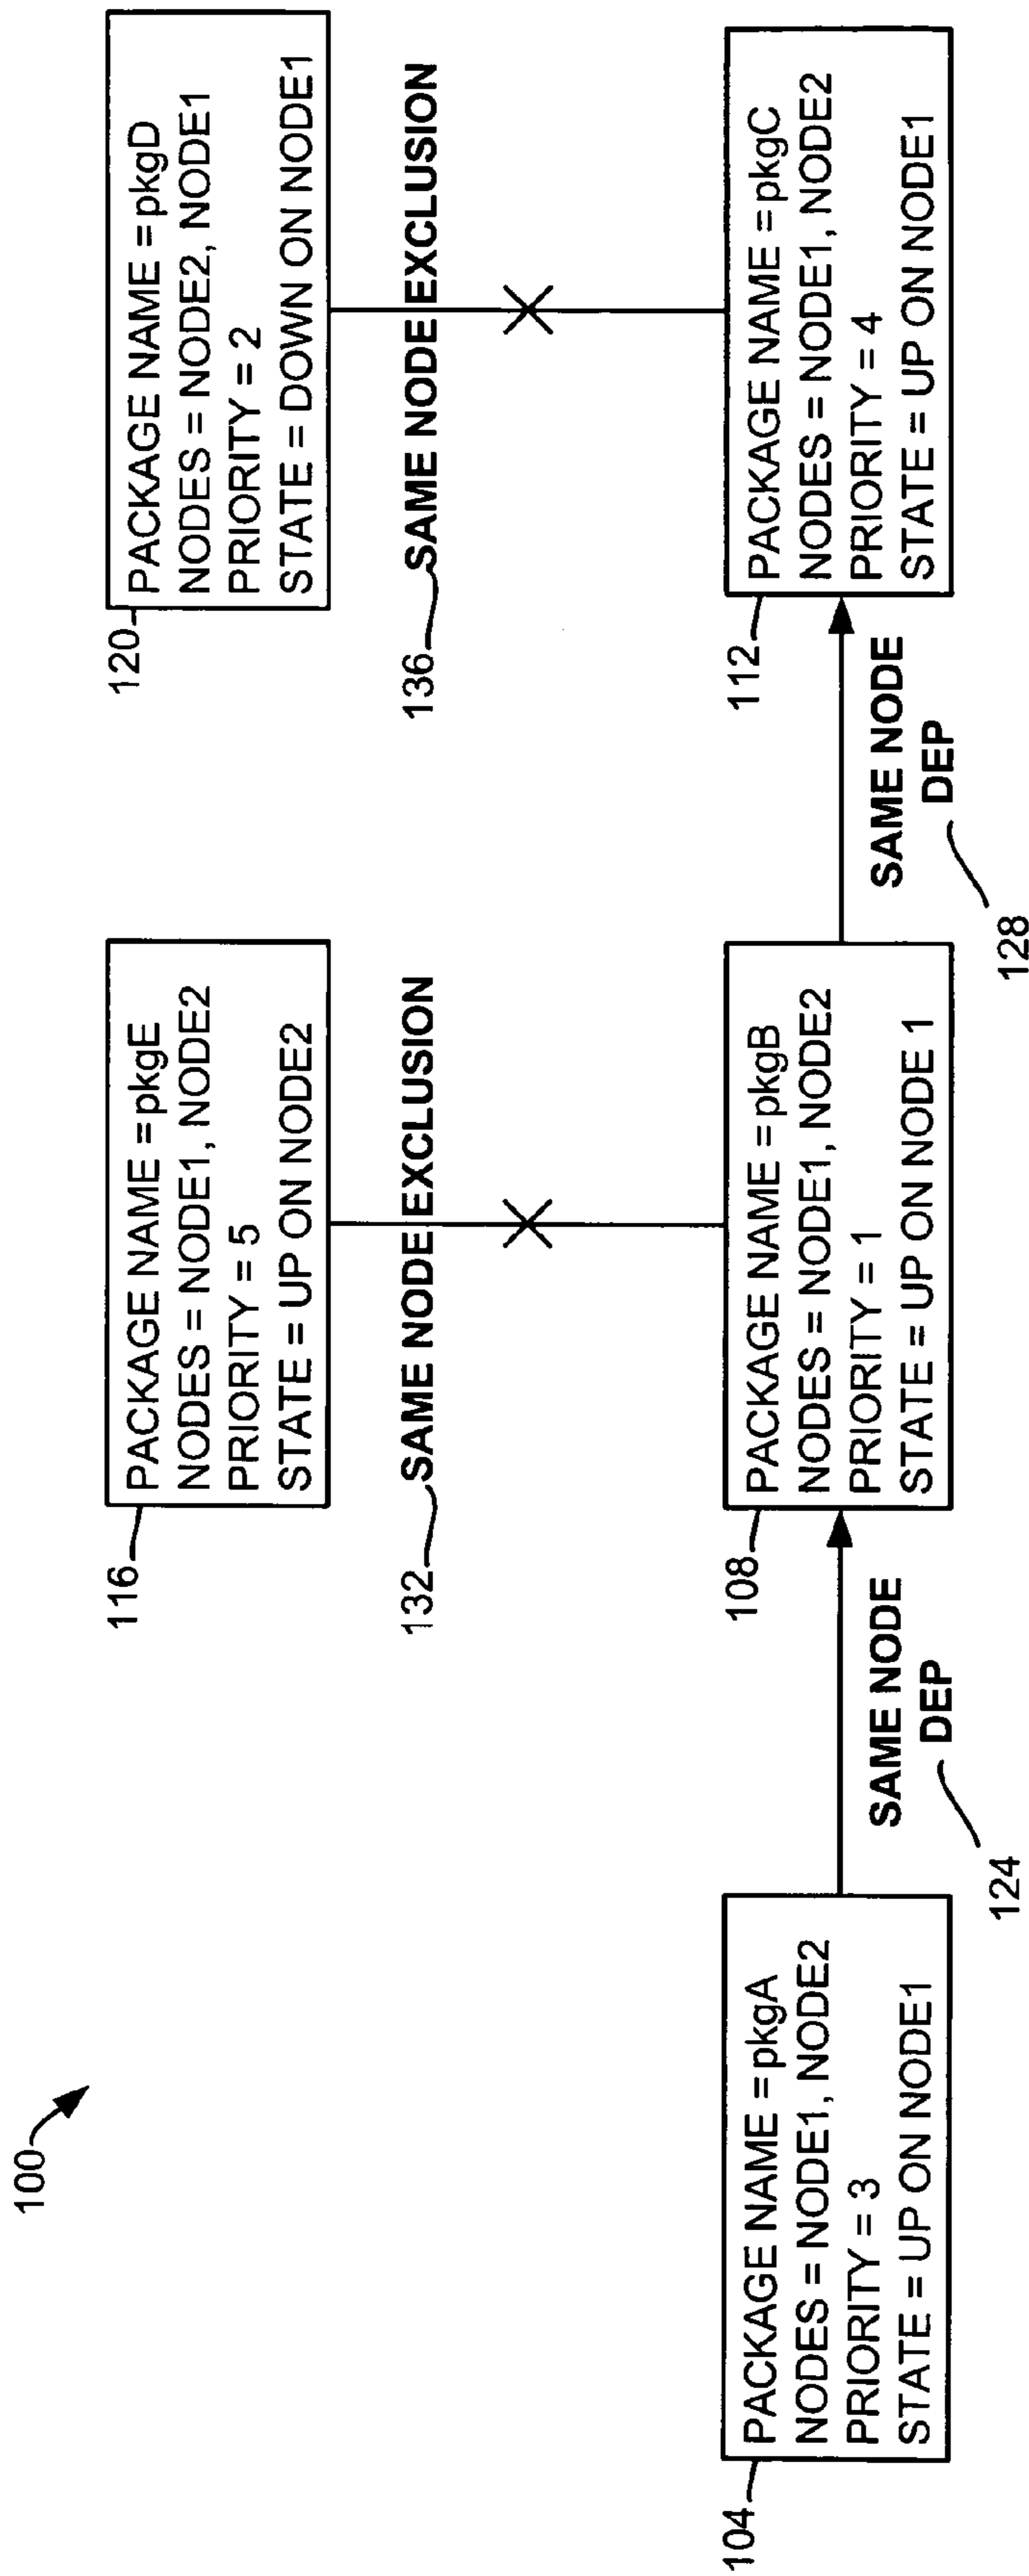 100
116
PACKAGE NAME =pkgE
NODES = NODE1, NODE2
PRIORITY = 5
STATE = UP ON NODE2
120
PACKAGE NAME =pkgD
NODES = NODE2, NODE1
PRIORITY = 2
STATE = DOWN ON NODE1
132
SAME NODE EXCLUSION
136
SAME NODE EXCLUSION
104
PACKAGE NAME =pkgA
NODES = NODE1, NODE2
PRIORITY = 3
STATE = UP ON NODE1
SAME NODE
DEP
124
108
PACKAGE NAME =pkgB
NODES = NODE1, NODE2
PRIORITY = 1
STATE = UP ON NODE 1
SAME NODE
DEP
128
112
PACKAGE NAME =pkgC
NODES = NODE1, NODE2
PRIORITY = 4
STATE = UP ON NODE1